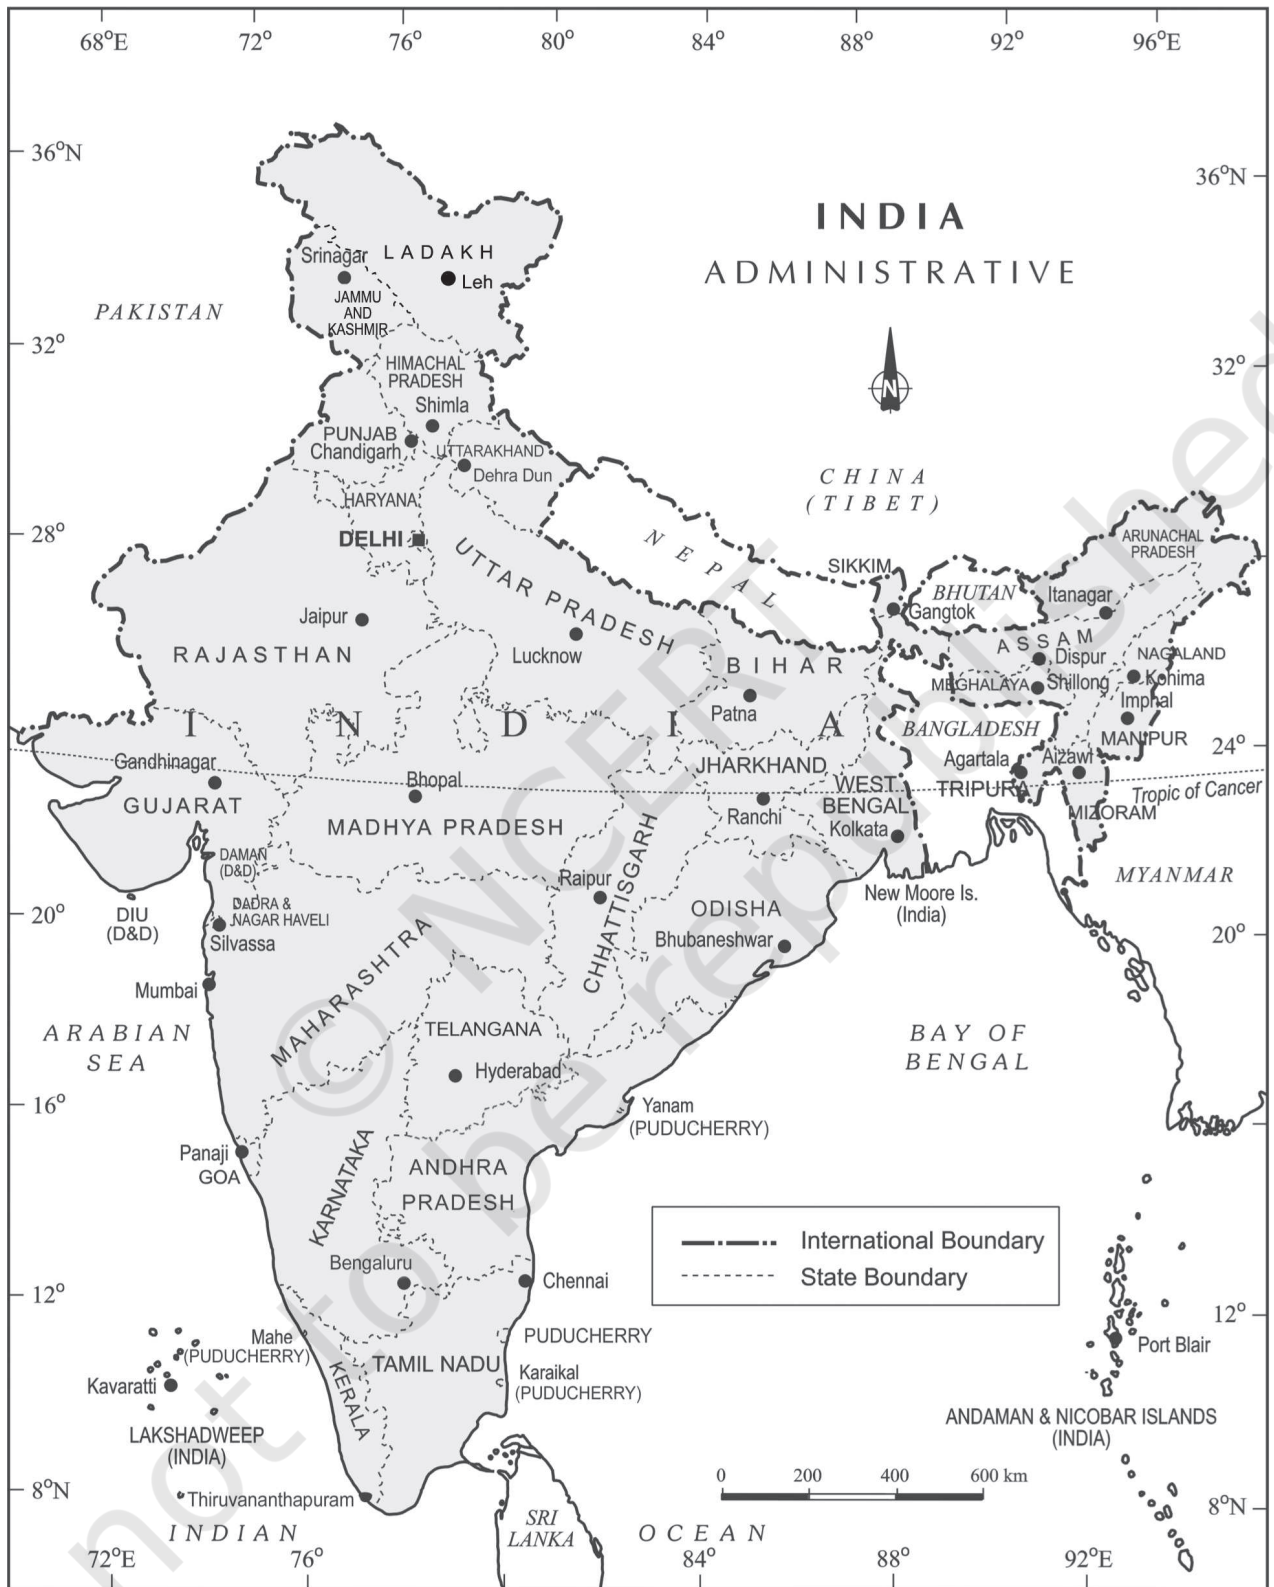 68°E 72° 76° 80° 84° 88° 92° 96°E
36°N
36°N
INDIA
ADMINISTRATIVE
Srinagar
LADAKH
Leh
JAMMU
AND
KASHMIR
PAKISTAN
32°
32°
N
HIMACHAL
PRADESH
Shimla
PUNJAB
Chandigarh
UTTARAKHAND
Dehra Dun
HARYANA
CHINA
(TIBET)
28°
DELHI
UTTAR PRADESH
NEPAL
SIKKIM
ARUNACHAL
PRADESH
BHUTAN
Itanagar
Gangtok
Jaipur
RAJASTHAN
Lucknow
BIHAR
Patna
ASSAM
Dispur
NAGALAND
MEGHALAYA
Shillong
Kohima
Imphal
MANIPUR
INDIA
BANGLADESH
24°
Gandhinagar
GUJARAT
Bhopal
MADHYA PRADESH
JHARKHAND
Ranchi
WEST
BENGAL
Kolkata
Agartala
Aizawl
TRIPURA
MIZORAM
Tropic of Cancer
DAMAN
(D&D)
DIU
(D&D)
DADRA &
NAGAR HAVELI
Silvassa
Raipur
CHHATTISGARH
ODISHA
Bhubaneshwar
New Moore Is.
(India)
MYANMAR
20°
20°
Mumbai
MAHARASHTRA
ARABIAN
SEA
TELANGANA
Hyderabad
BAY OF
BENGAL
16°
Yanam
(PUDUCHERRY)
Panaji
GOA
KARNATAKA
ANDHRA
PRADESH
International Boundary
State Boundary
Bengaluru
Chennai
12°
12°
Mahe
(PUDUCHERRY)
PUDUCHERRY
Port Blair
Kavaratti
KERALA
TAMIL NADU
Karaikal
(PUDUCHERRY)
LAKSHADWEEP
(INDIA)
ANDAMAN & NICOBAR ISLANDS
(INDIA)
0 200 400 600 km
8°N
8°N
Thiruvananthapuram
INDIAN OCEAN
SRI
LANKA
72°E 76° 84° 88° 92°E
© NCERT
not to be republished